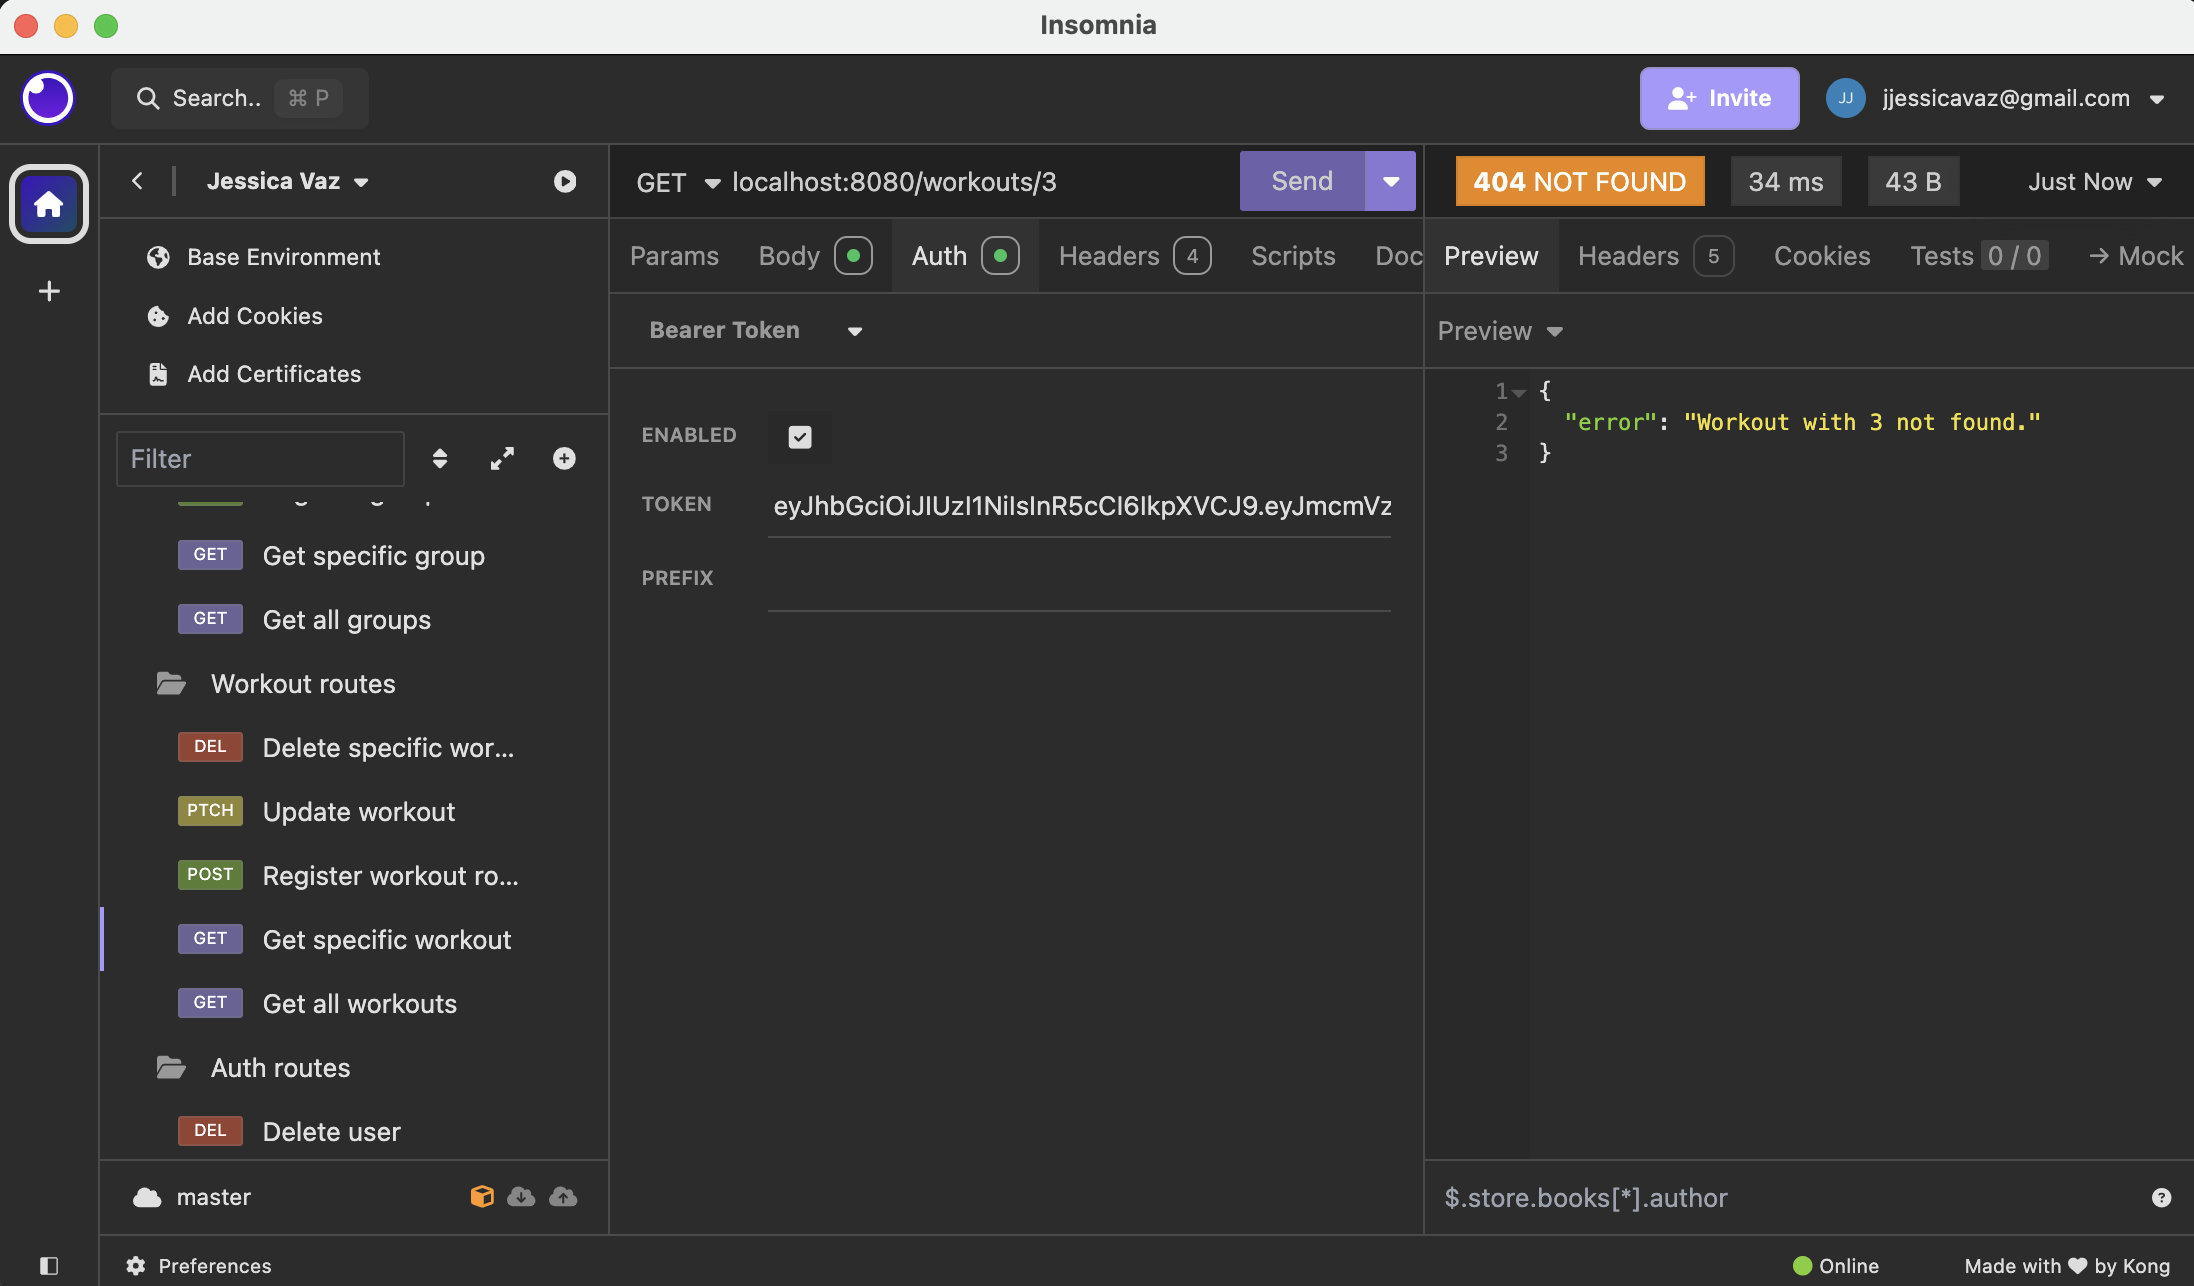 Insomnia
Search.. ⌘ P
Invite
JJ jjessicavaz@gmail.com
Jessica Vaz
Base Environment
Add Cookies
Add Certificates
Filter
GET Get specific group
GET Get all groups
Workout routes
DEL Delete specific wor...
PTCH Update workout
POST Register workout ro...
GET Get specific workout
GET Get all workouts
Auth routes
DEL Delete user
master
Preferences
GET localhost:8080/workouts/3
Send
Params Body Auth Headers 4 Scripts Doc
Bearer Token
ENABLED
TOKEN eyJhbGciOiJIUzI1NiIsInR5cCI6IkpXVCJ9.eyJmcmVz
PREFIX
404 NOT FOUND 34 ms 43 B Just Now
Preview Headers 5 Cookies Tests 0 / 0 → Mock
Preview
1 {
2 "error": "Workout with 3 not found."
3 }
$.store.books[*].author
Online
Made with ♥ by Kong